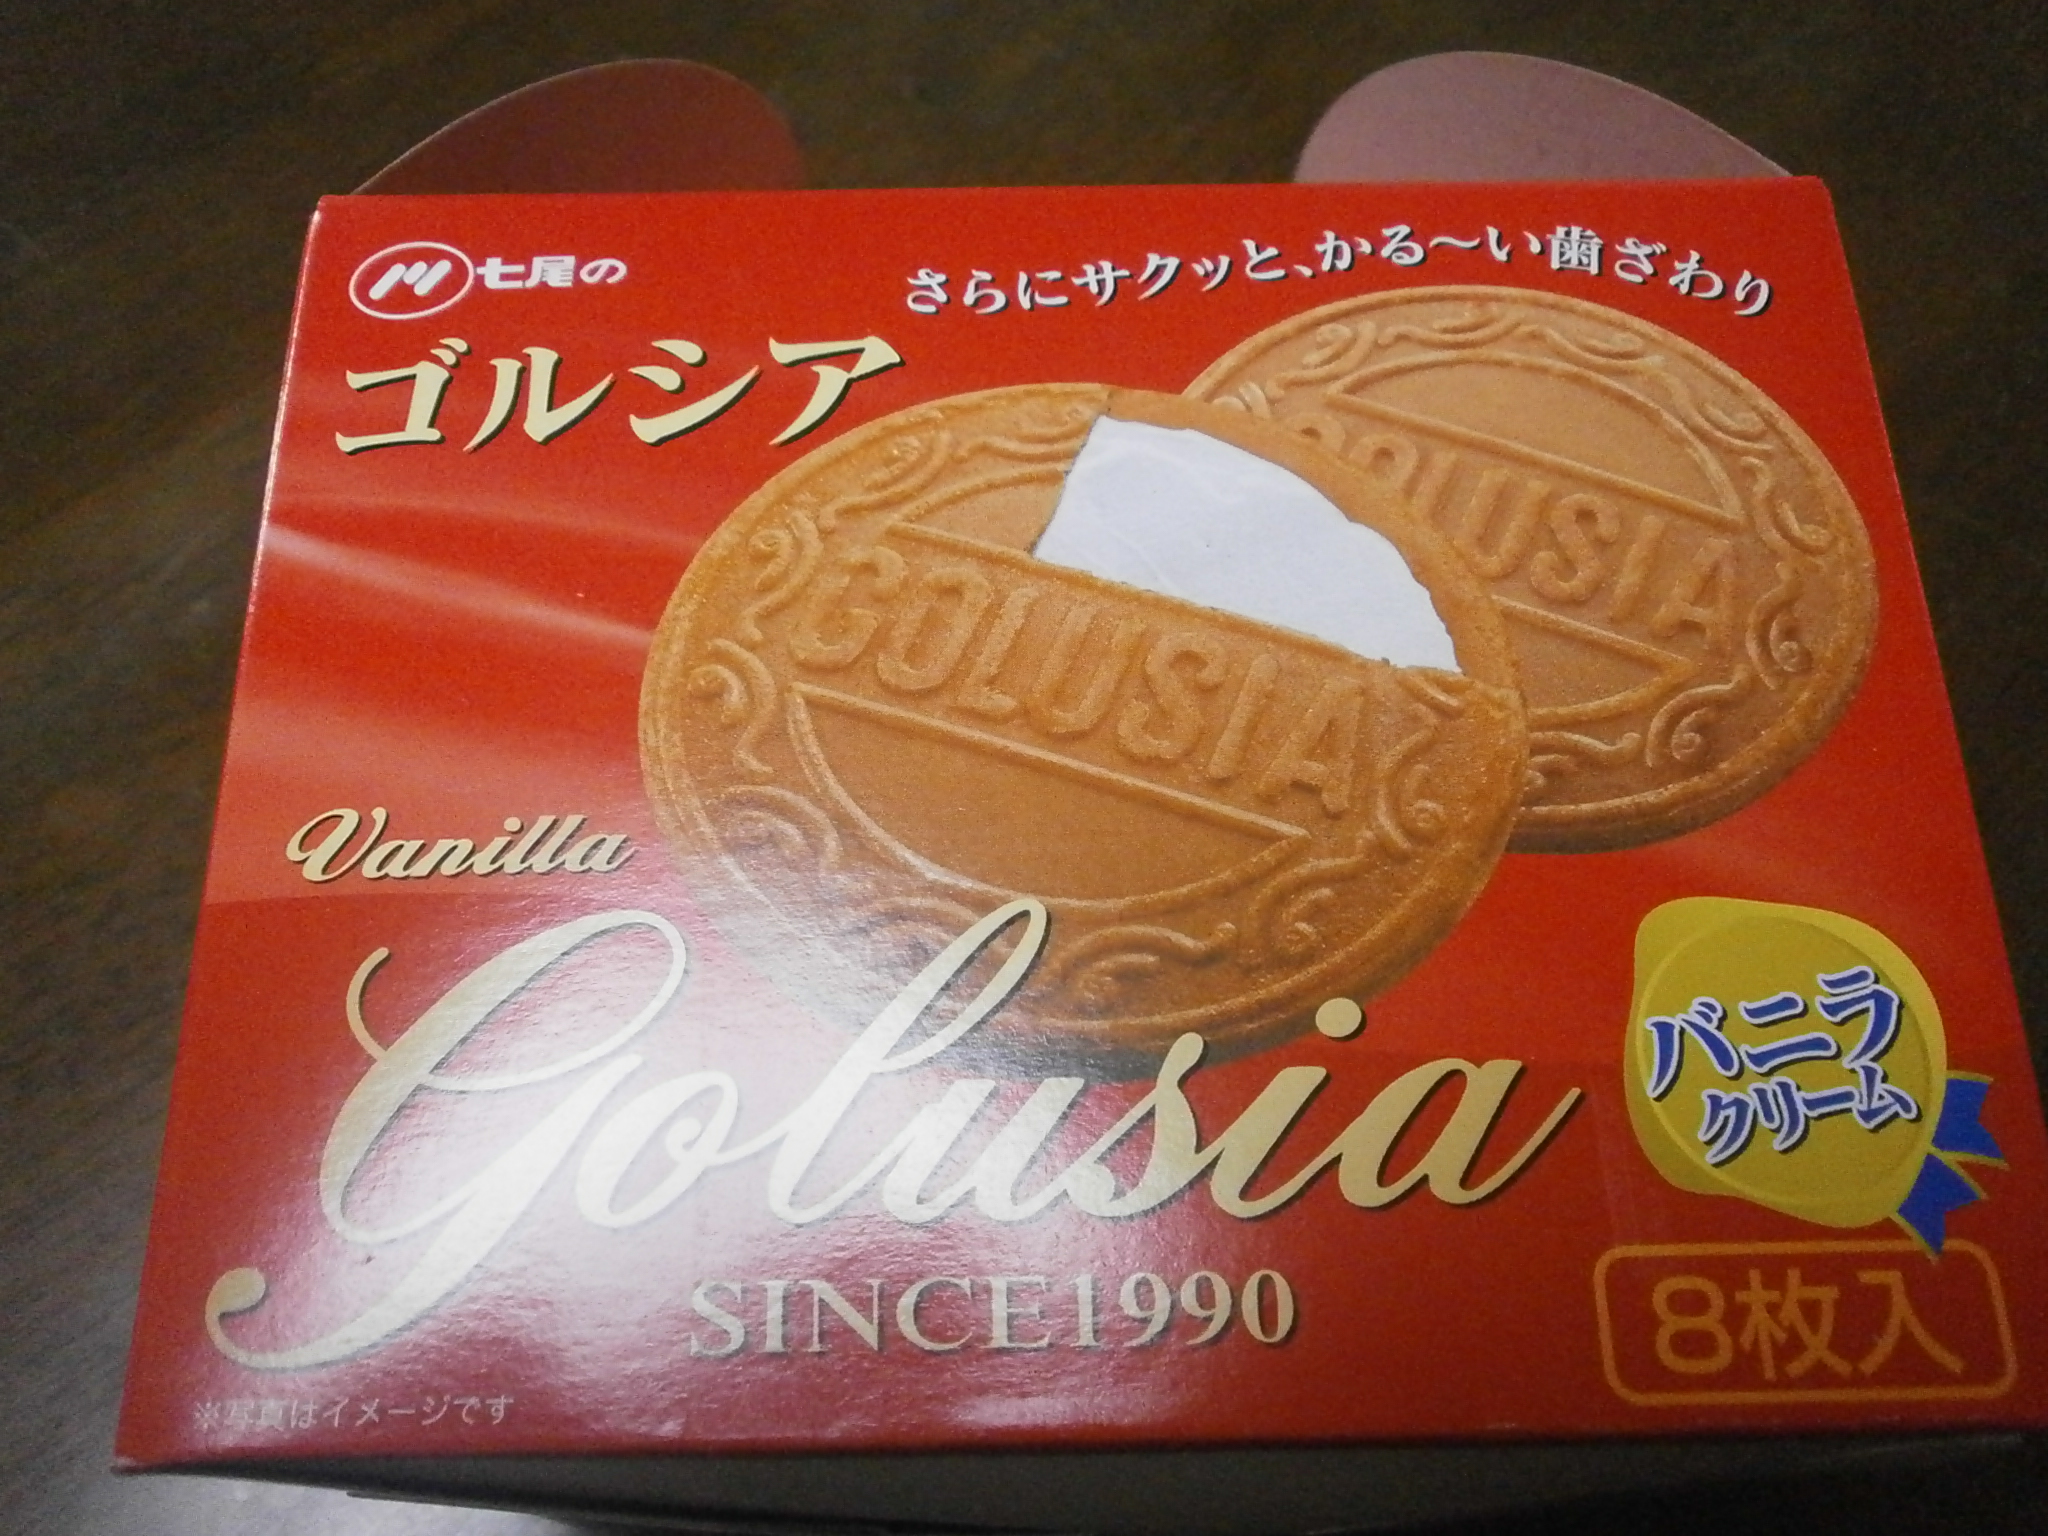 七尾の
ゴルシア
さらにサクッと、かる〜い歯ざわり
GOLUSIA
GOLUSIA
Vanilla
Golusia
SINCE1990
バニラ
クリーム
8枚入
※写真はイメージです